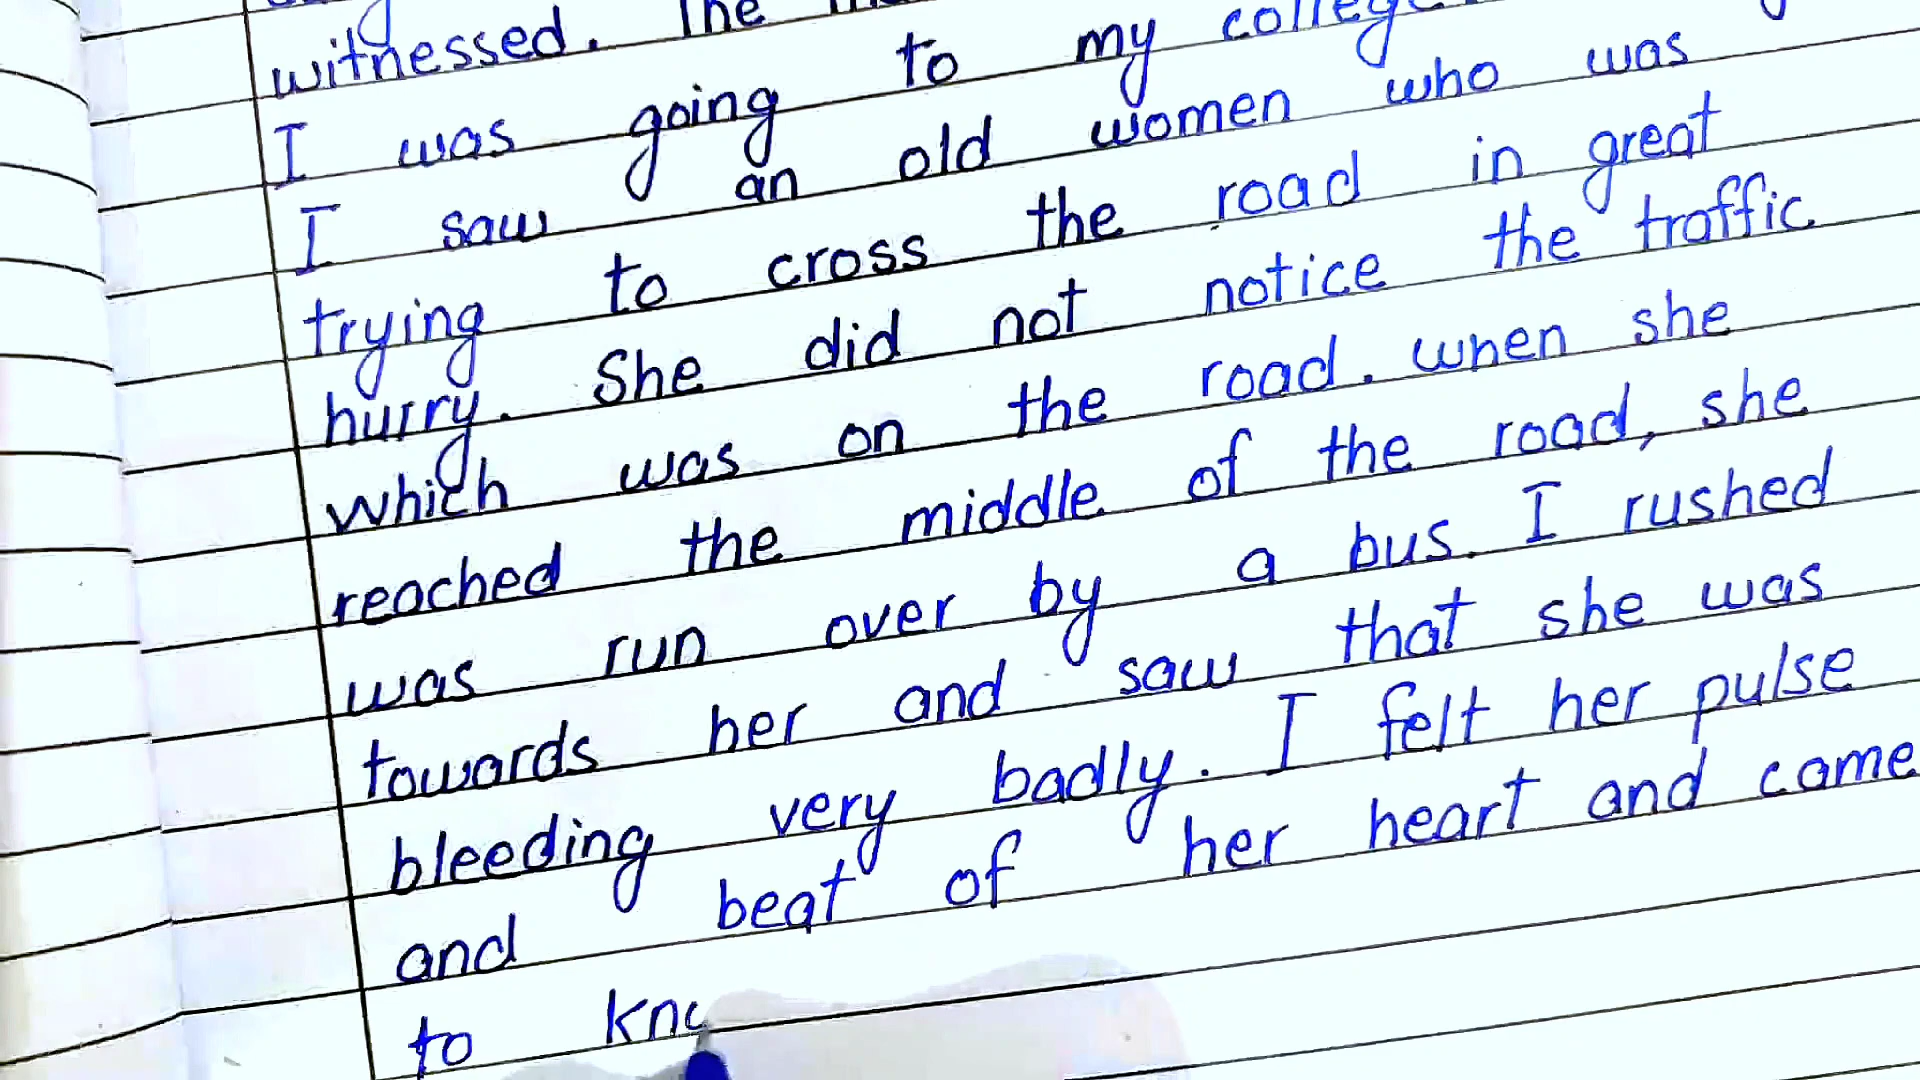 witnessed. The
I was going to my
I saw an old women who was
trying to cross the road in great
hurry. She did not notice the traffic
which was on the road. when she
reached the middle of the road, she
was run over by a bus. I rushed
towards her and saw that she was
bleeding very badly. I felt her pulse
and beat of her heart and came
to